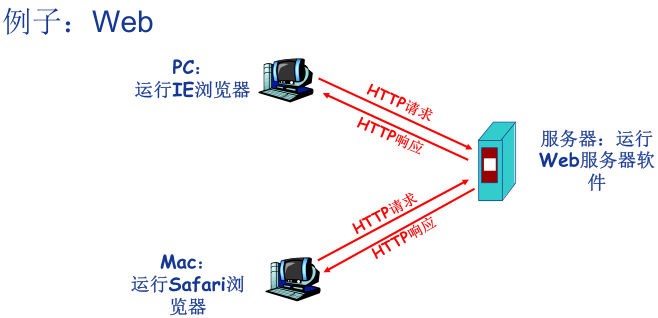 例子：Web
PC：
运行IE浏览器
HTTP请求
HTTP响应
服务器：运行
Web服务器软
件
HTTP请求
HTTP响应
Mac：
运行Safari浏
览器